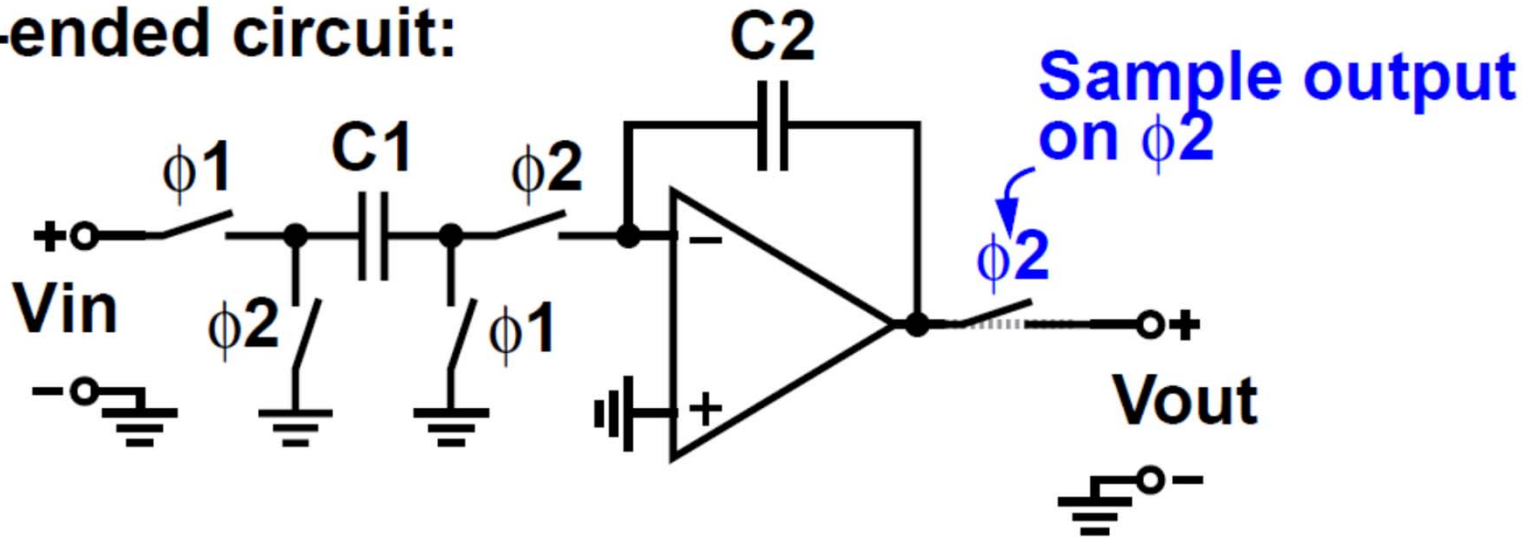 -ended circuit:
C2
Sample output
on ϕ2
ϕ1
C1
ϕ2
ϕ2
+
−
Vin
ϕ2
ϕ1
+
−
+
Vout
−
−